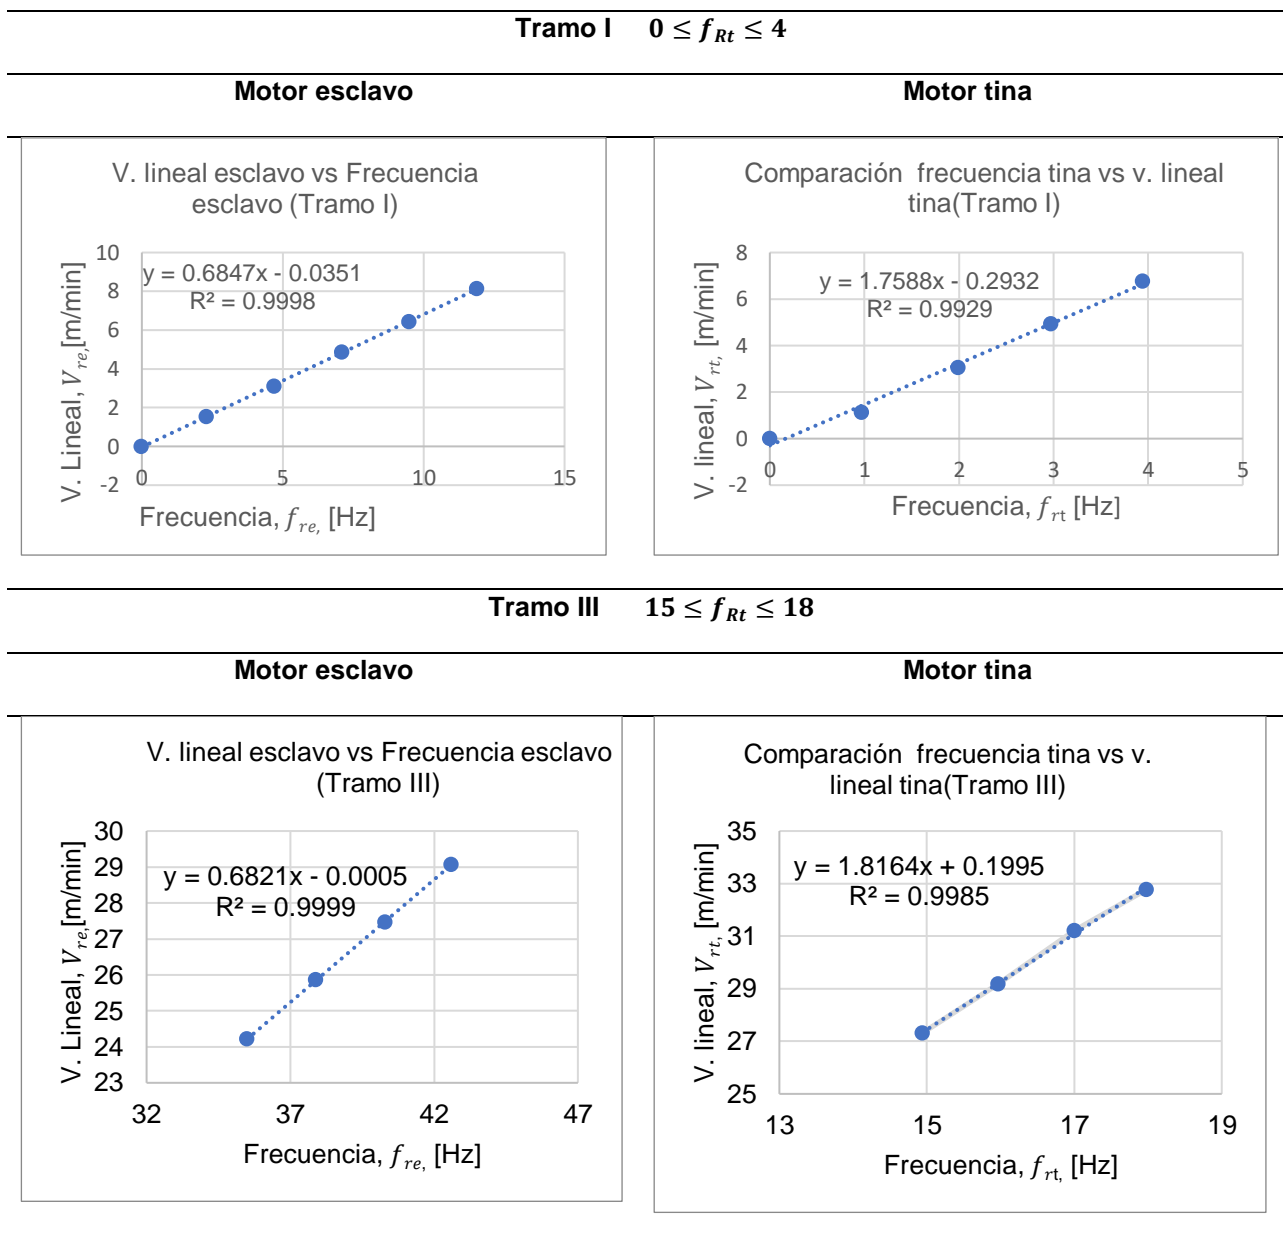 Tramo I 0 ≤ f_Rt ≤ 4
Motor esclavo Motor tina
V. lineal esclavo vs Frecuencia
esclavo (Tramo I)
V. Lineal, V_re,[m/min]
10
8
6
4
2
0
-2
y = 0.6847x - 0.0351
R² = 0.9998
0 5 10 15
Frecuencia, f_re, [Hz]
Comparación frecuencia tina vs v. lineal
tina(Tramo I)
V. lineal, V_rt, [m/min]
8
6
4
2
0
-2
y = 1.7588x - 0.2932
R² = 0.9929
0 1 2 3 4 5
Frecuencia, f_rt [Hz]
Tramo III 15 ≤ f_Rt ≤ 18
Motor esclavo Motor tina
V. lineal esclavo vs Frecuencia esclavo
(Tramo III)
V. Lineal, V_re,[m/min]
30
29
28
27
26
25
24
23
y = 0.6821x - 0.0005
R² = 0.9999
32 37 42 47
Frecuencia, f_re, [Hz]
Comparación frecuencia tina vs v.
lineal tina(Tramo III)
V. lineal, V_rt, [m/min]
35
33
31
29
27
25
y = 1.8164x + 0.1995
R² = 0.9985
13 15 17 19
Frecuencia, f_rt, [Hz]